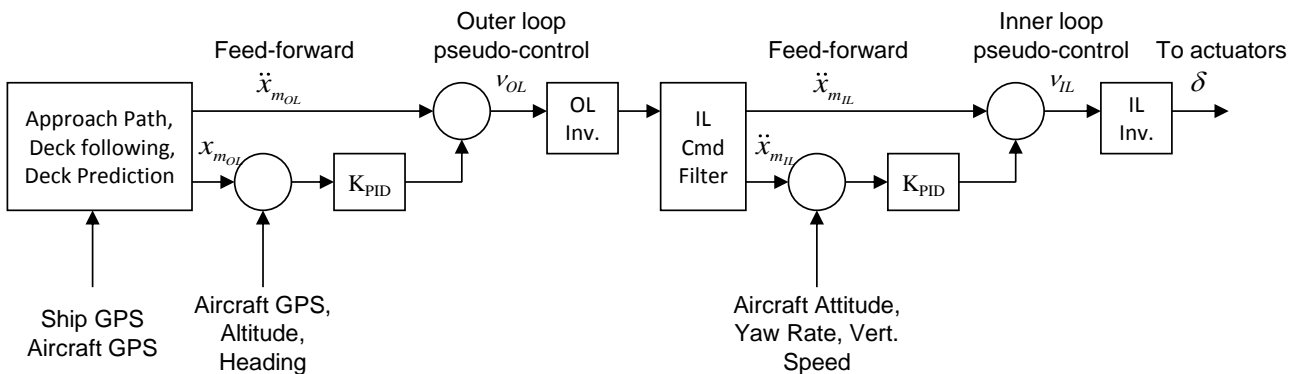 Outer loop
pseudo-control
Inner loop
pseudo-control
Feed-forward
Feed-forward
To actuators
ẍ_{m_{OL}}
ν_{OL}
ẍ_{m_{IL}}
ν_{IL}
δ
Approach Path,
Deck following,
Deck Prediction
x_{m_{OL}}
K_{PID}
OL
Inv.
IL
Cmd
Filter
ẍ_{m_{IL}}
K_{PID}
IL
Inv.
Ship GPS
Aircraft GPS
Aircraft GPS,
Altitude,
Heading
Aircraft Attitude,
Yaw Rate, Vert.
Speed